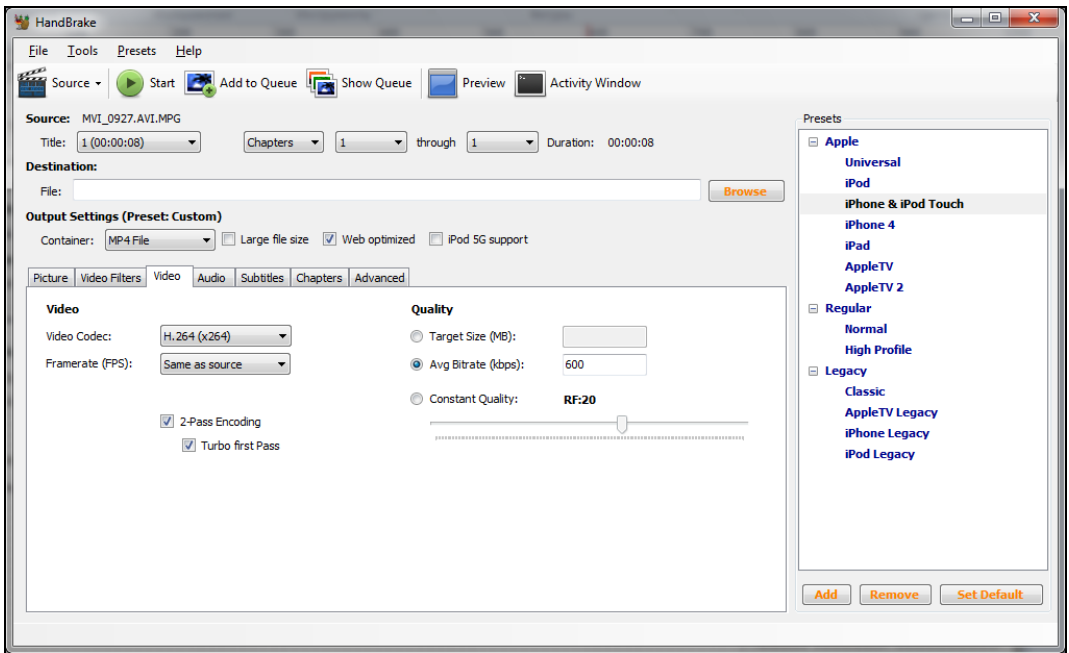 HandBrake
File Tools Presets Help
Source Start Add to Queue Show Queue Preview Activity Window
Source: MVI_0927.AVI.MPG
Title: 1 (00:00:08) Chapters 1 through 1 Duration: 00:00:08
Destination:
File: Browse
Output Settings (Preset: Custom)
Container: MP4 File Large file size Web optimized iPod 5G support
Picture Video Filters Video Audio Subtitles Chapters Advanced
Video
Video Codec: H.264 (x264)
Framerate (FPS): Same as source
2-Pass Encoding
Turbo first Pass
Quality
Target Size (MB):
Avg Bitrate (kbps): 600
Constant Quality: RF:20
Presets
Apple
Universal
iPod
iPhone & iPod Touch
iPhone 4
iPad
AppleTV
AppleTV 2
Regular
Normal
High Profile
Legacy
Classic
AppleTV Legacy
iPhone Legacy
iPod Legacy
Add Remove Set Default